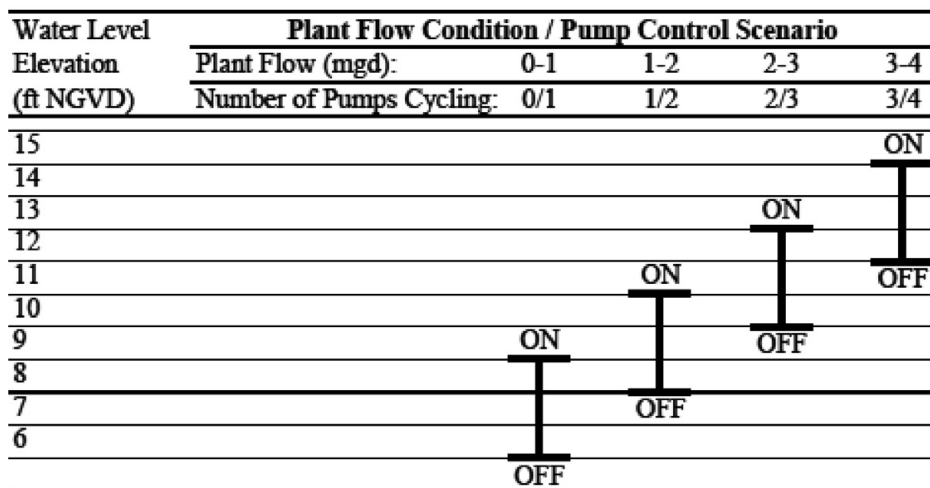 Water Level Plant Flow Condition / Pump Control Scenario
Elevation Plant Flow (mgd): 0-1 1-2 2-3 3-4
(ft NGVD) Number of Pumps Cycling: 0/1 1/2 2/3 3/4
15 ON
14
13 ON
12
11 ON OFF
10
9 ON OFF
8
7 OFF
6
OFF